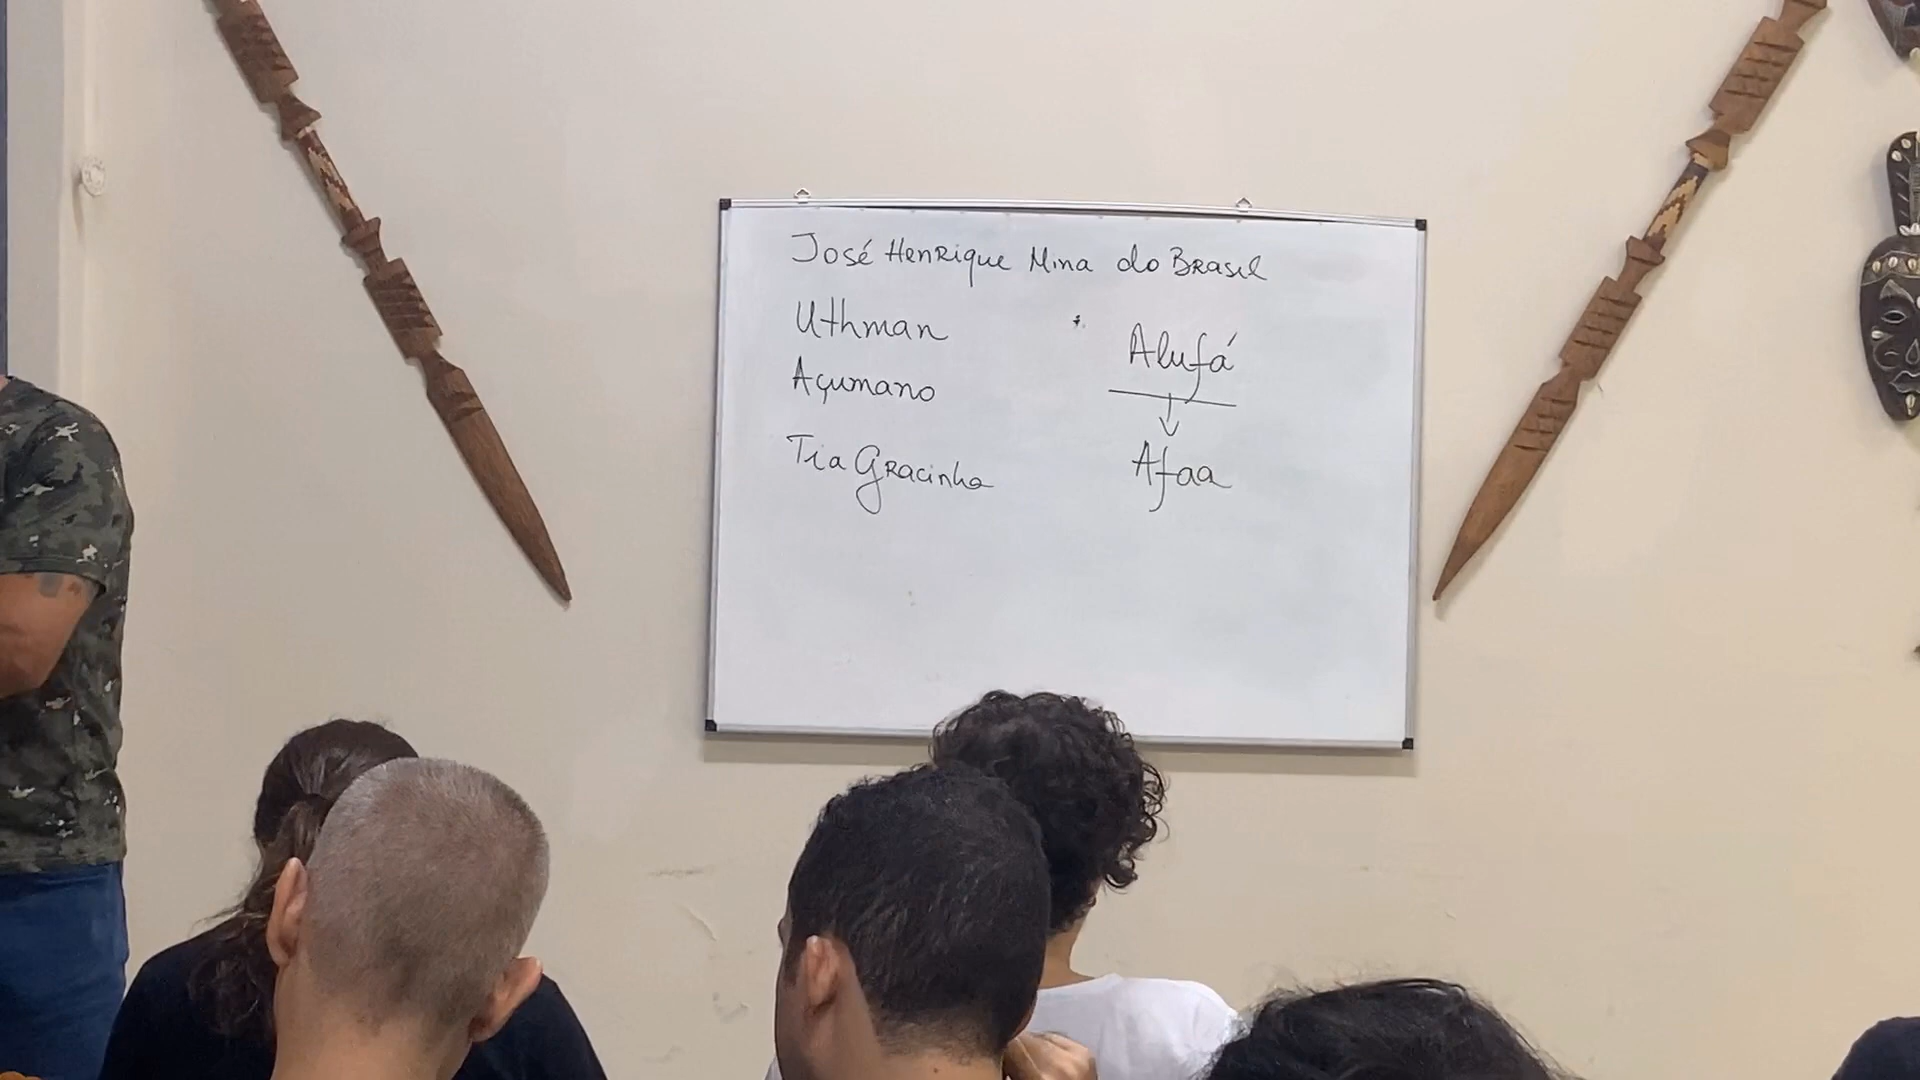 José Henrique Mina do Brasil
Uthman
Açumano
Tia Gracinha
Alufá
Afaa